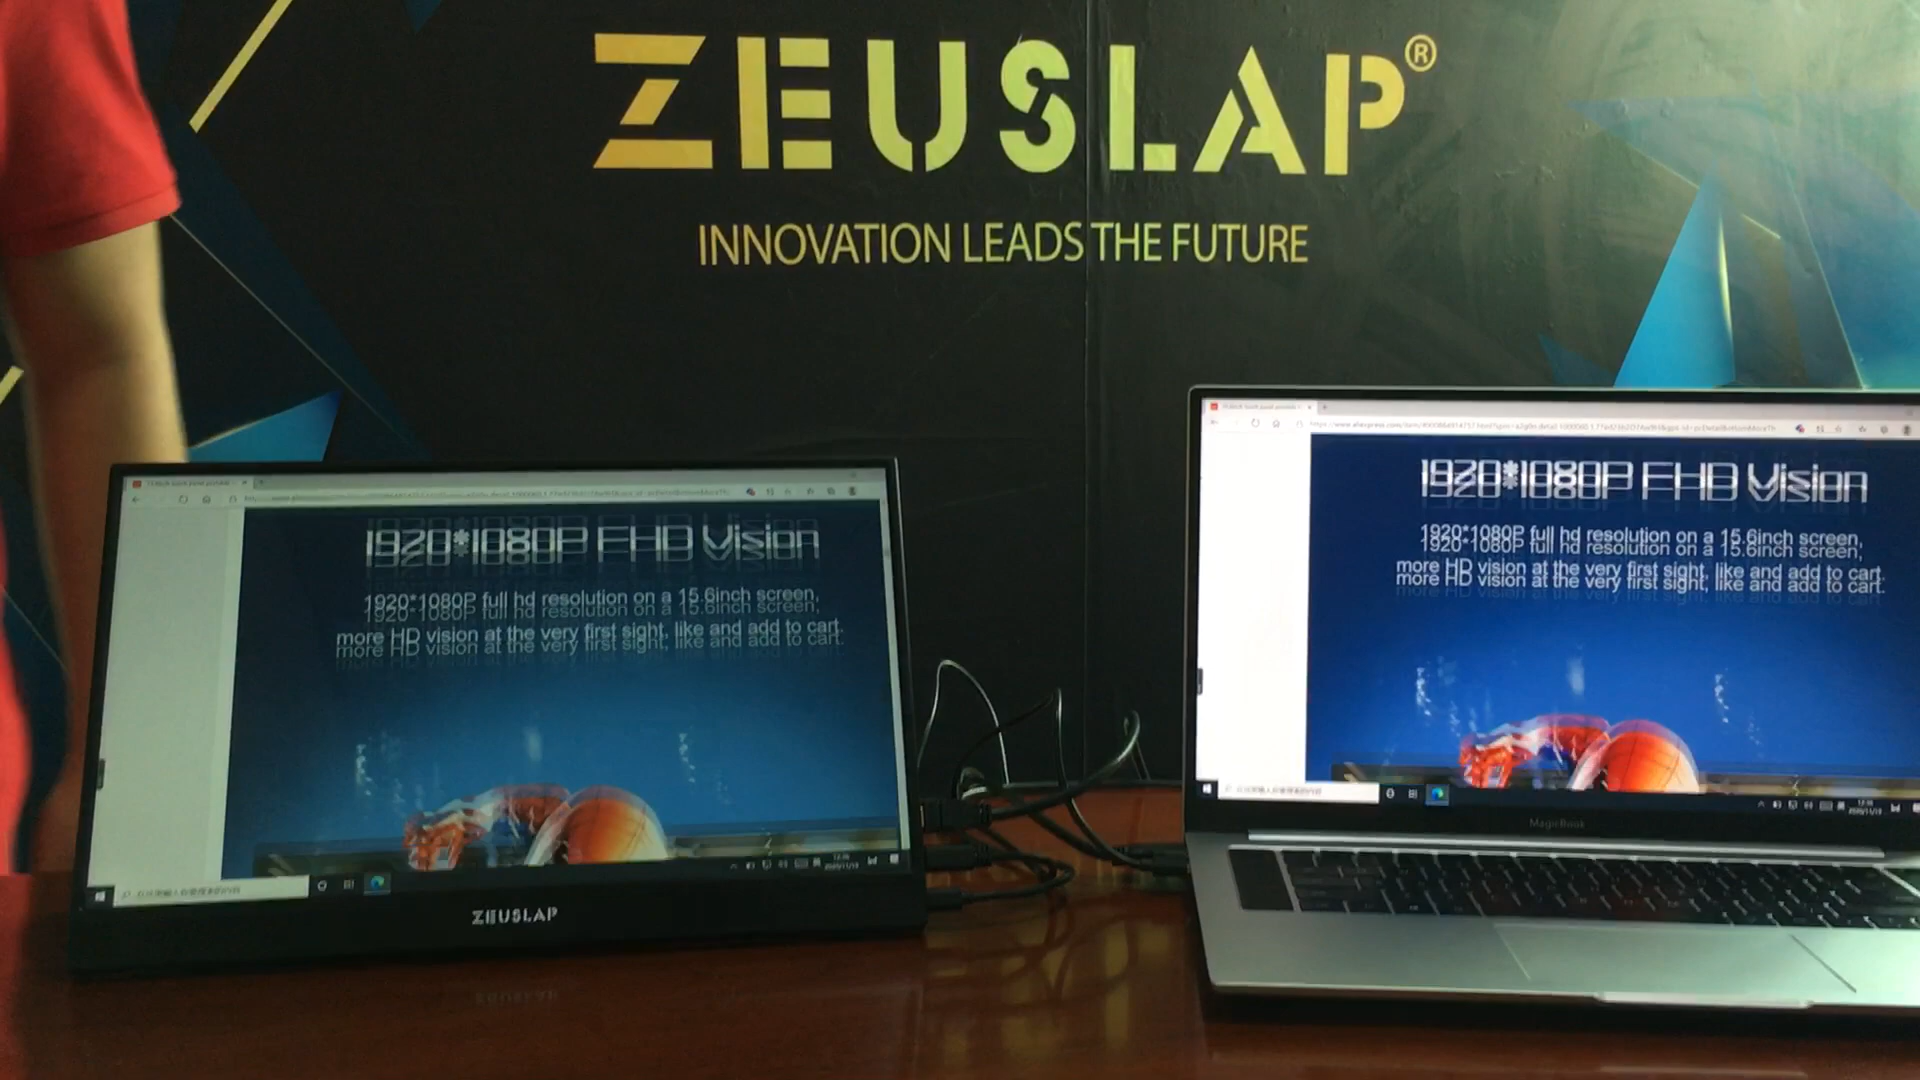 ZEUSLAP®
INNOVATION LEADS THE FUTURE
1920*1080P FHD Vision
1920*1080P full hd resolution on a 15.6inch screen,
more HD vision at the very first sight, like and add to cart.
ZEUSLAP
1920*1080P FHD Vision
1920*1080P full hd resolution on a 15.6inch screen,
more HD vision at the very first sight, like and add to cart.
MagicBook